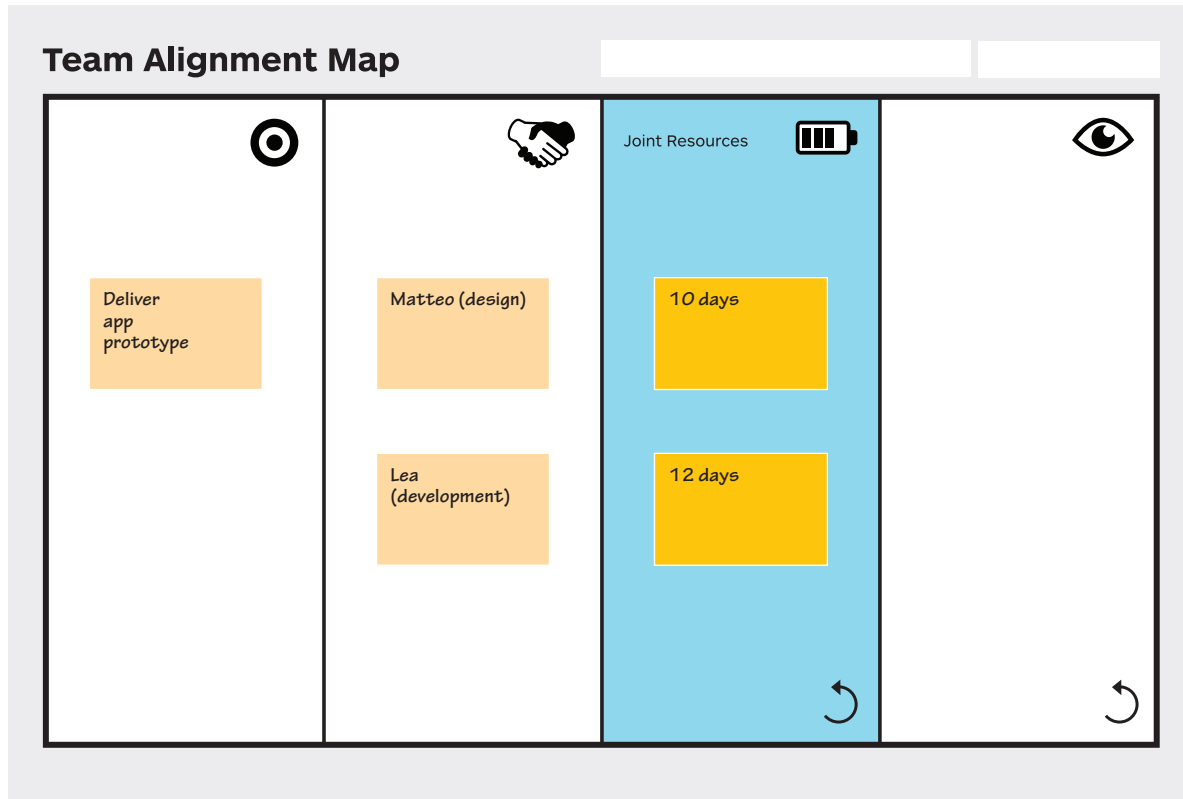 Team Alignment Map
Joint Resources
Deliver
app
prototype
Matteo (design)
10 days
Lea
(development)
12 days